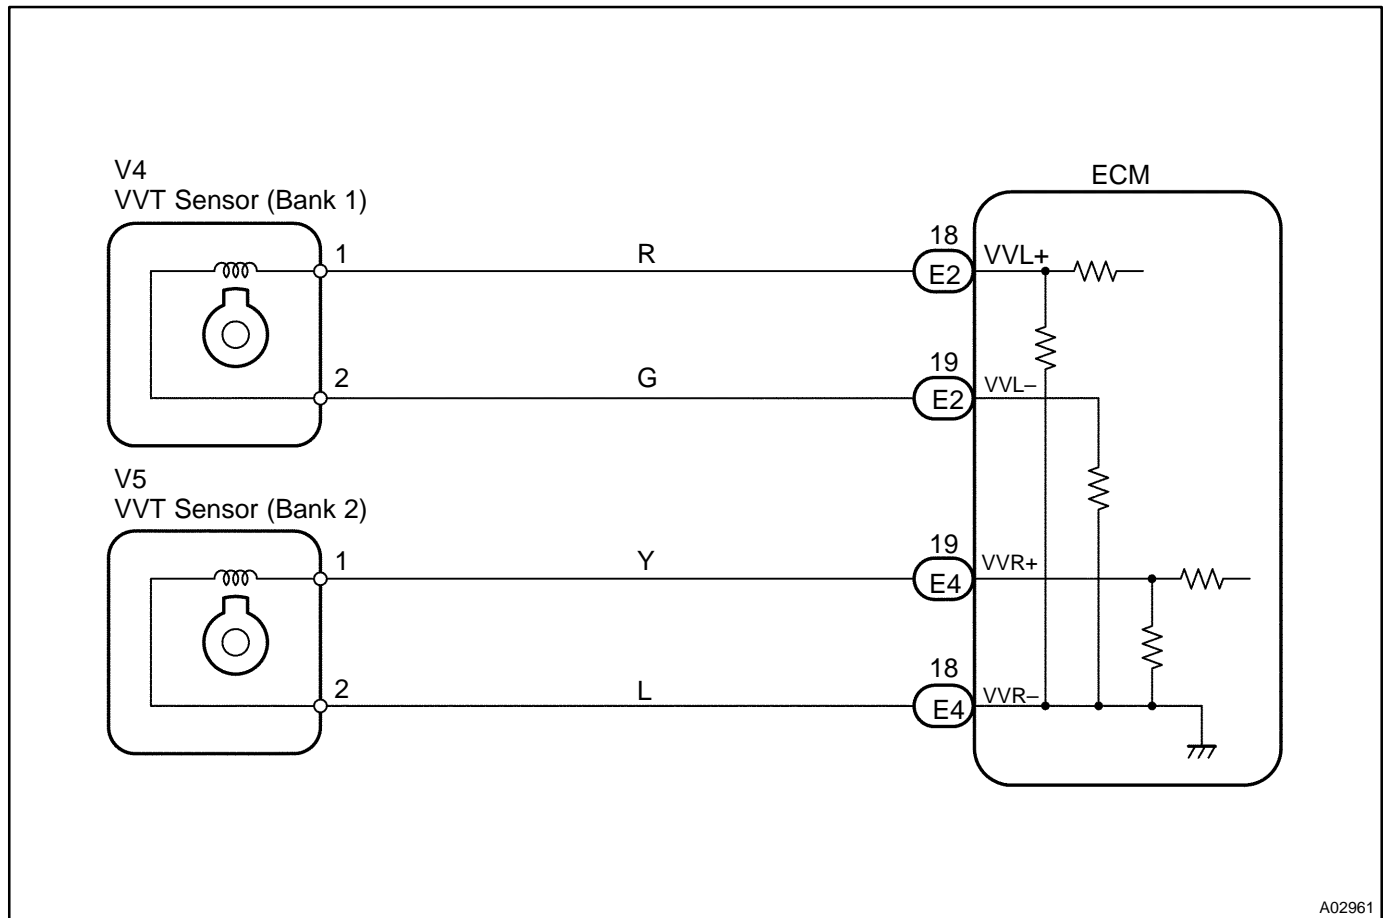 V4
VVT Sensor (Bank 1)
ECM
1
R
18
E2
VVL+
2
G
19
E2
VVL–
V5
VVT Sensor (Bank 2)
1
Y
19
E4
VVR+
2
L
18
E4
VVR–
A02961